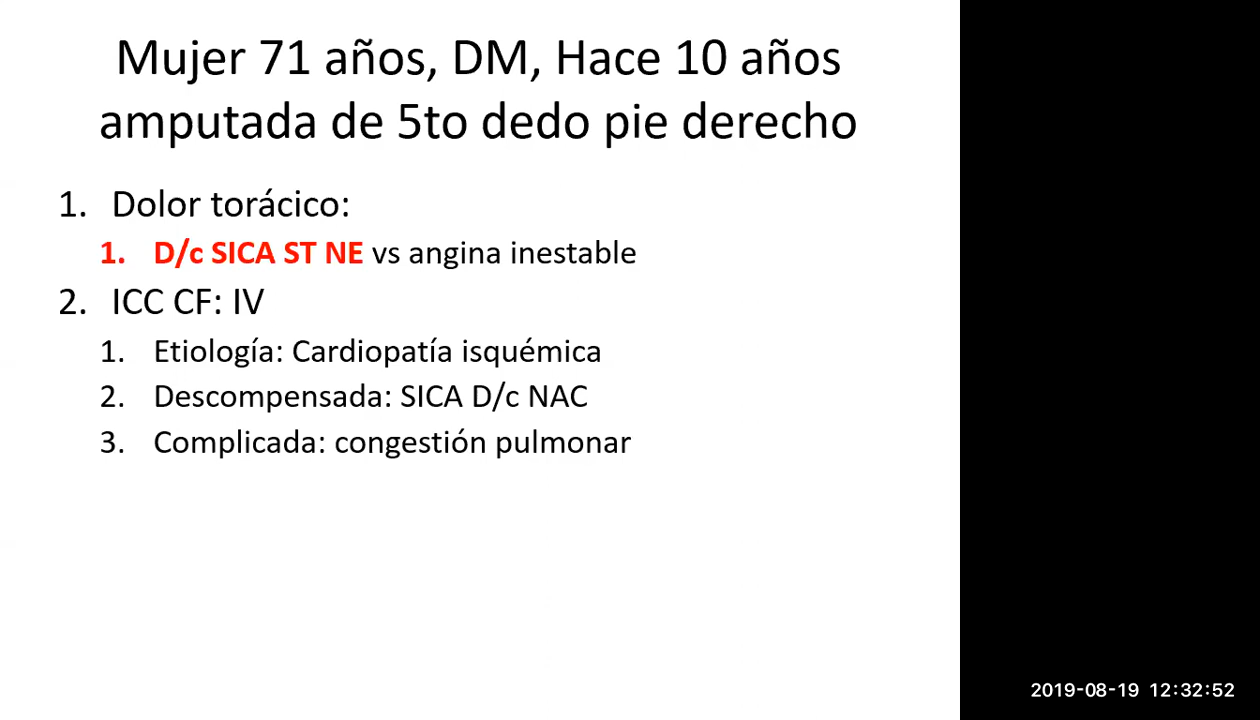 Mujer 71 años, DM, Hace 10 años
amputada de 5to dedo pie derecho
1. Dolor torácico:
1. D/c SICA ST NE vs angina inestable
2. ICC CF: IV
1. Etiología: Cardiopatía isquémica
2. Descompensada: SICA D/c NAC
3. Complicada: congestión pulmonar
2019-08-19 12:32:52